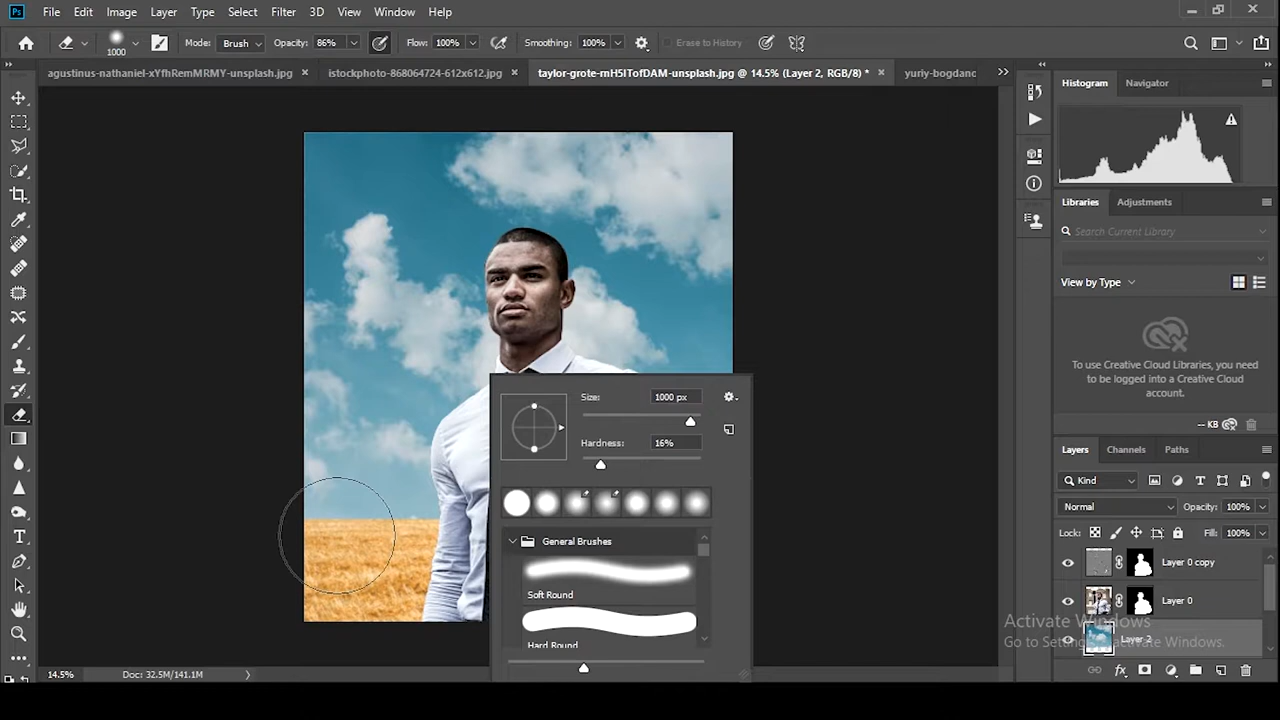 Ps File Edit Image Layer Type Select Filter 3D View Window Help
1000 Mode: Brush Opacity: 86% Flow: 100% Smoothing: 100% Erase to History
agustinus-nathaniel-xYfhRemMRMY-unsplash.jpg × istockphoto-868064724-612x612.jpg × taylor-grote-mH5ITofDAM-unsplash.jpg @ 14.5% (Layer 2, RGB/8) * × yuriy-bogdanc
Histogram Navigator
Libraries Adjustments
Search Current Library
View by Type
To use Creative Cloud Libraries, you need
to be logged into a Creative Cloud
account.
-- KB
Size: 1000 px
Hardness: 16%
General Brushes
Soft Round
Hard Round
Layers Channels Paths
Kind
Normal Opacity: 100%
Lock: Fill: 100%
Layer 0 copy
Layer 0
Layer 2
Activate Windows
Go to Settings to activate Windows.
14.5% Doc: 32.5M/141.1M